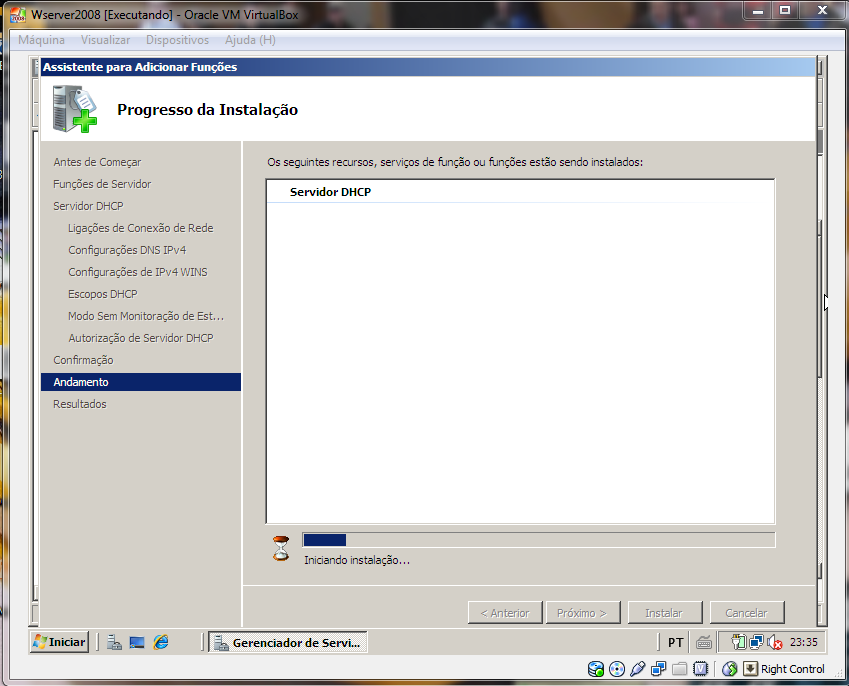 Wserver2008 [Executando] - Oracle VM VirtualBox
Máquina Visualizar Dispositivos Ajuda (H)
Assistente para Adicionar Funções
Progresso da Instalação
Antes de Começar
Funções de Servidor
Servidor DHCP
Ligações de Conexão de Rede
Configurações DNS IPv4
Configurações de IPv4 WINS
Escopos DHCP
Modo Sem Monitoração de Est...
Autorização de Servidor DHCP
Confirmação
Andamento
Resultados
Os seguintes recursos, serviços de função ou funções estão sendo instalados:
Servidor DHCP
Iniciando instalação...
< Anterior Próximo > Instalar Cancelar
Iniciar Gerenciador de Servi... PT 23:35
Right Control